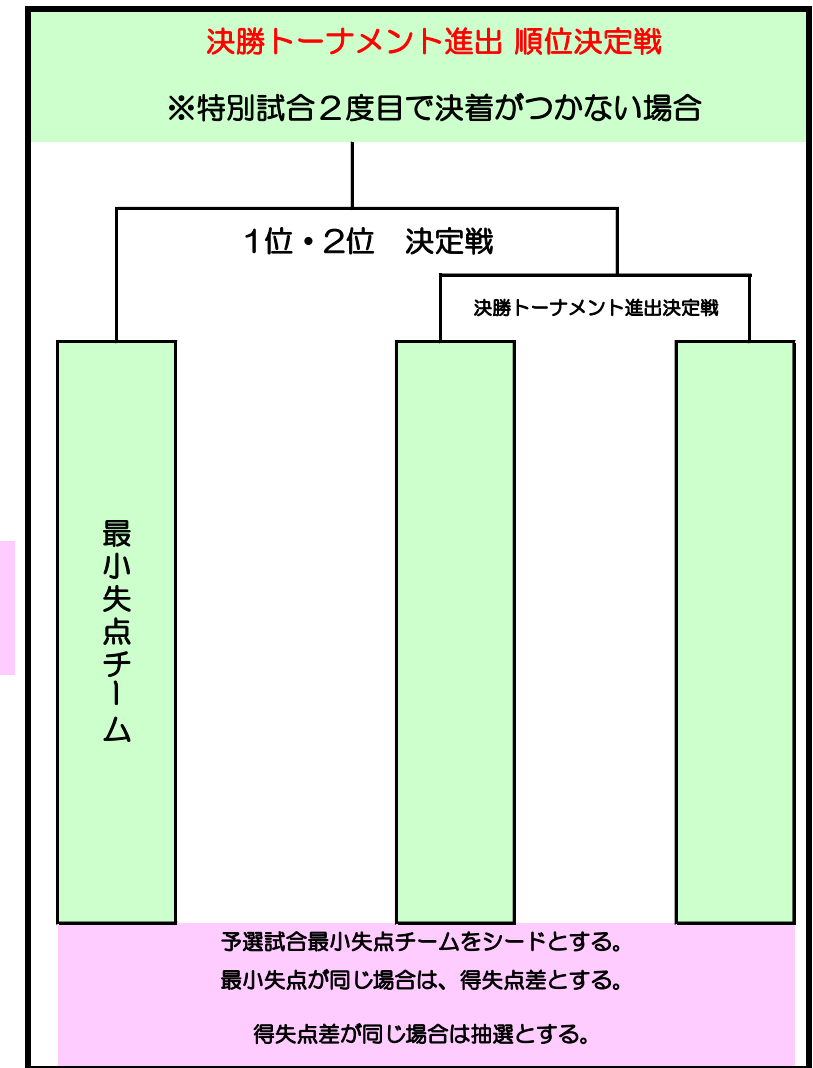 決勝トーナメント進出 順位決定戦
※特別試合２度目で決着がつかない場合
1位・2位　決定戦
決勝トーナメント進出決定戦
最小失点チーム
予選試合最小失点チームをシードとする。
最小失点が同じ場合は、得失点差とする。
得失点差が同じ場合は抽選とする。